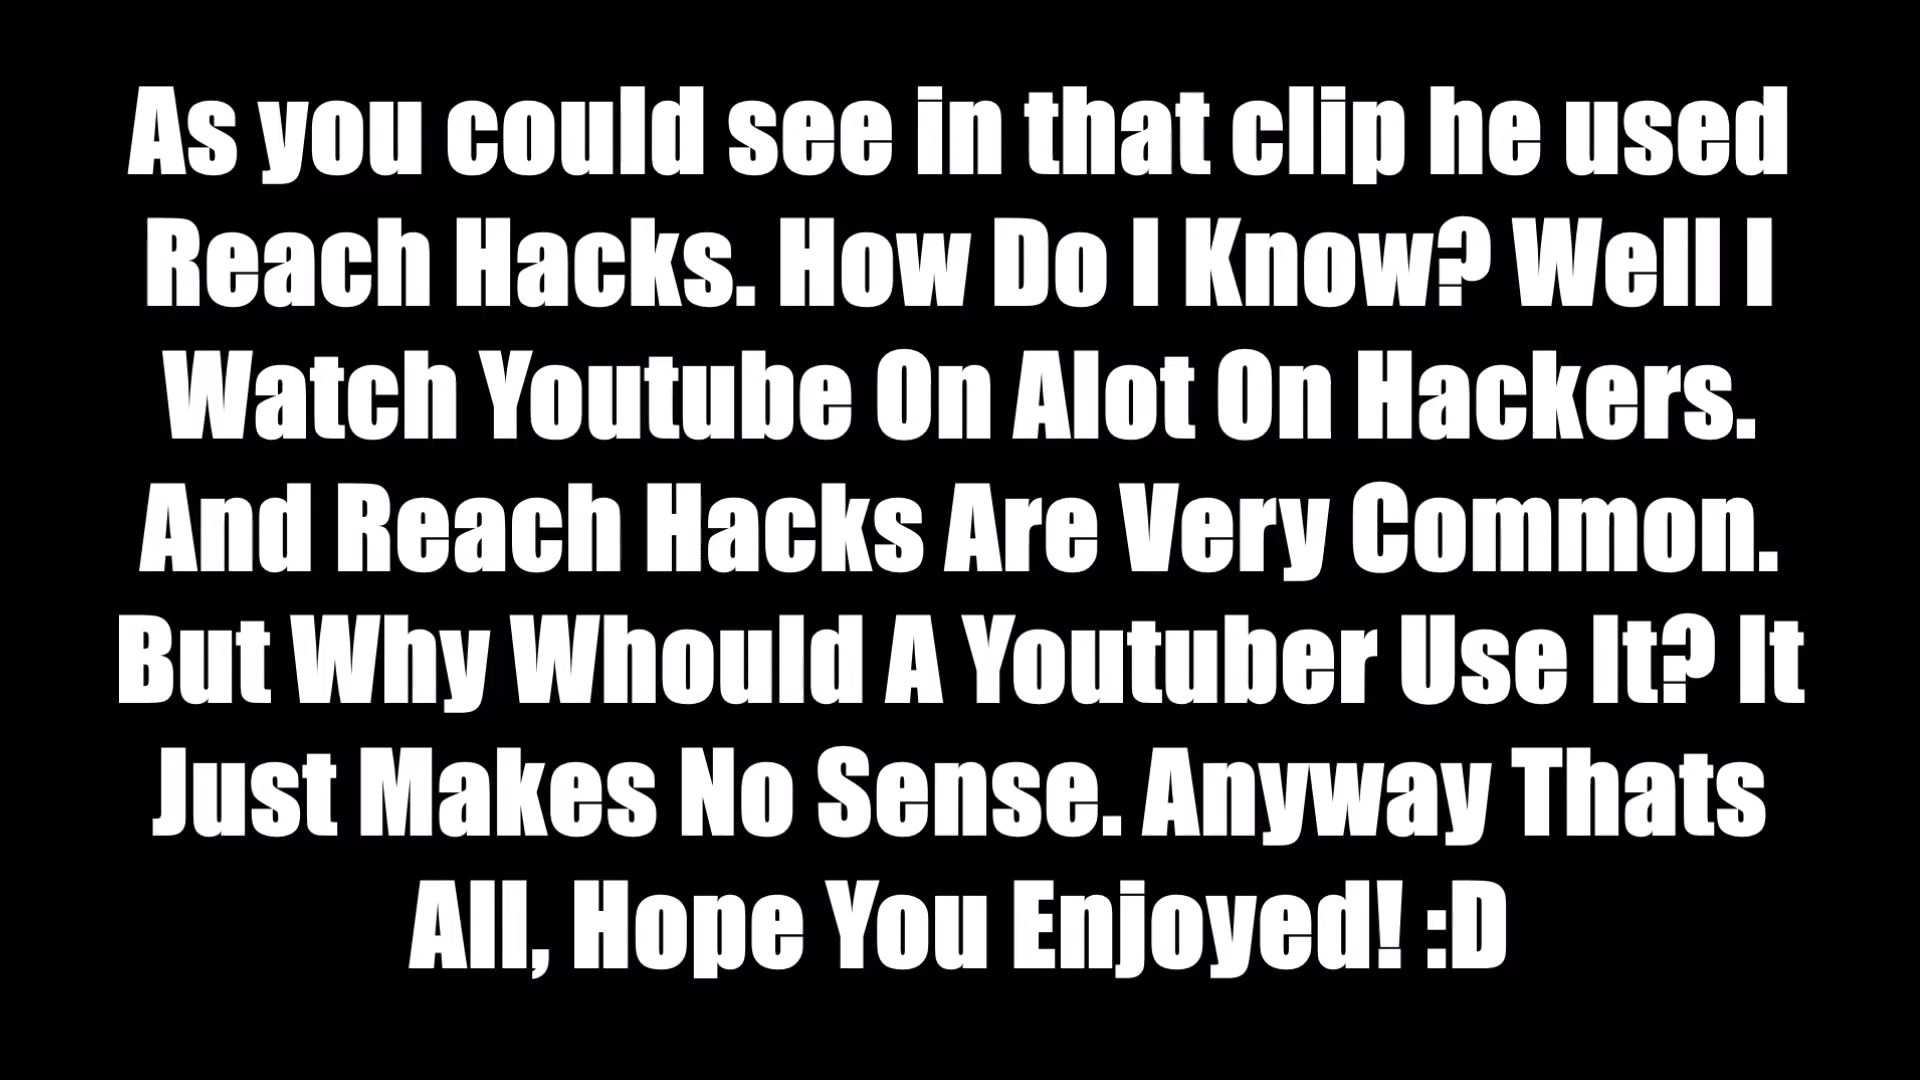 As you could see in that clip he used
Reach Hacks. How Do I Know? Well I
Watch Youtube On Alot On Hackers.
And Reach Hacks Are Very Common.
But Why Whould A Youtuber Use It? It
Just Makes No Sense. Anyway Thats
All, Hope You Enjoyed! :D